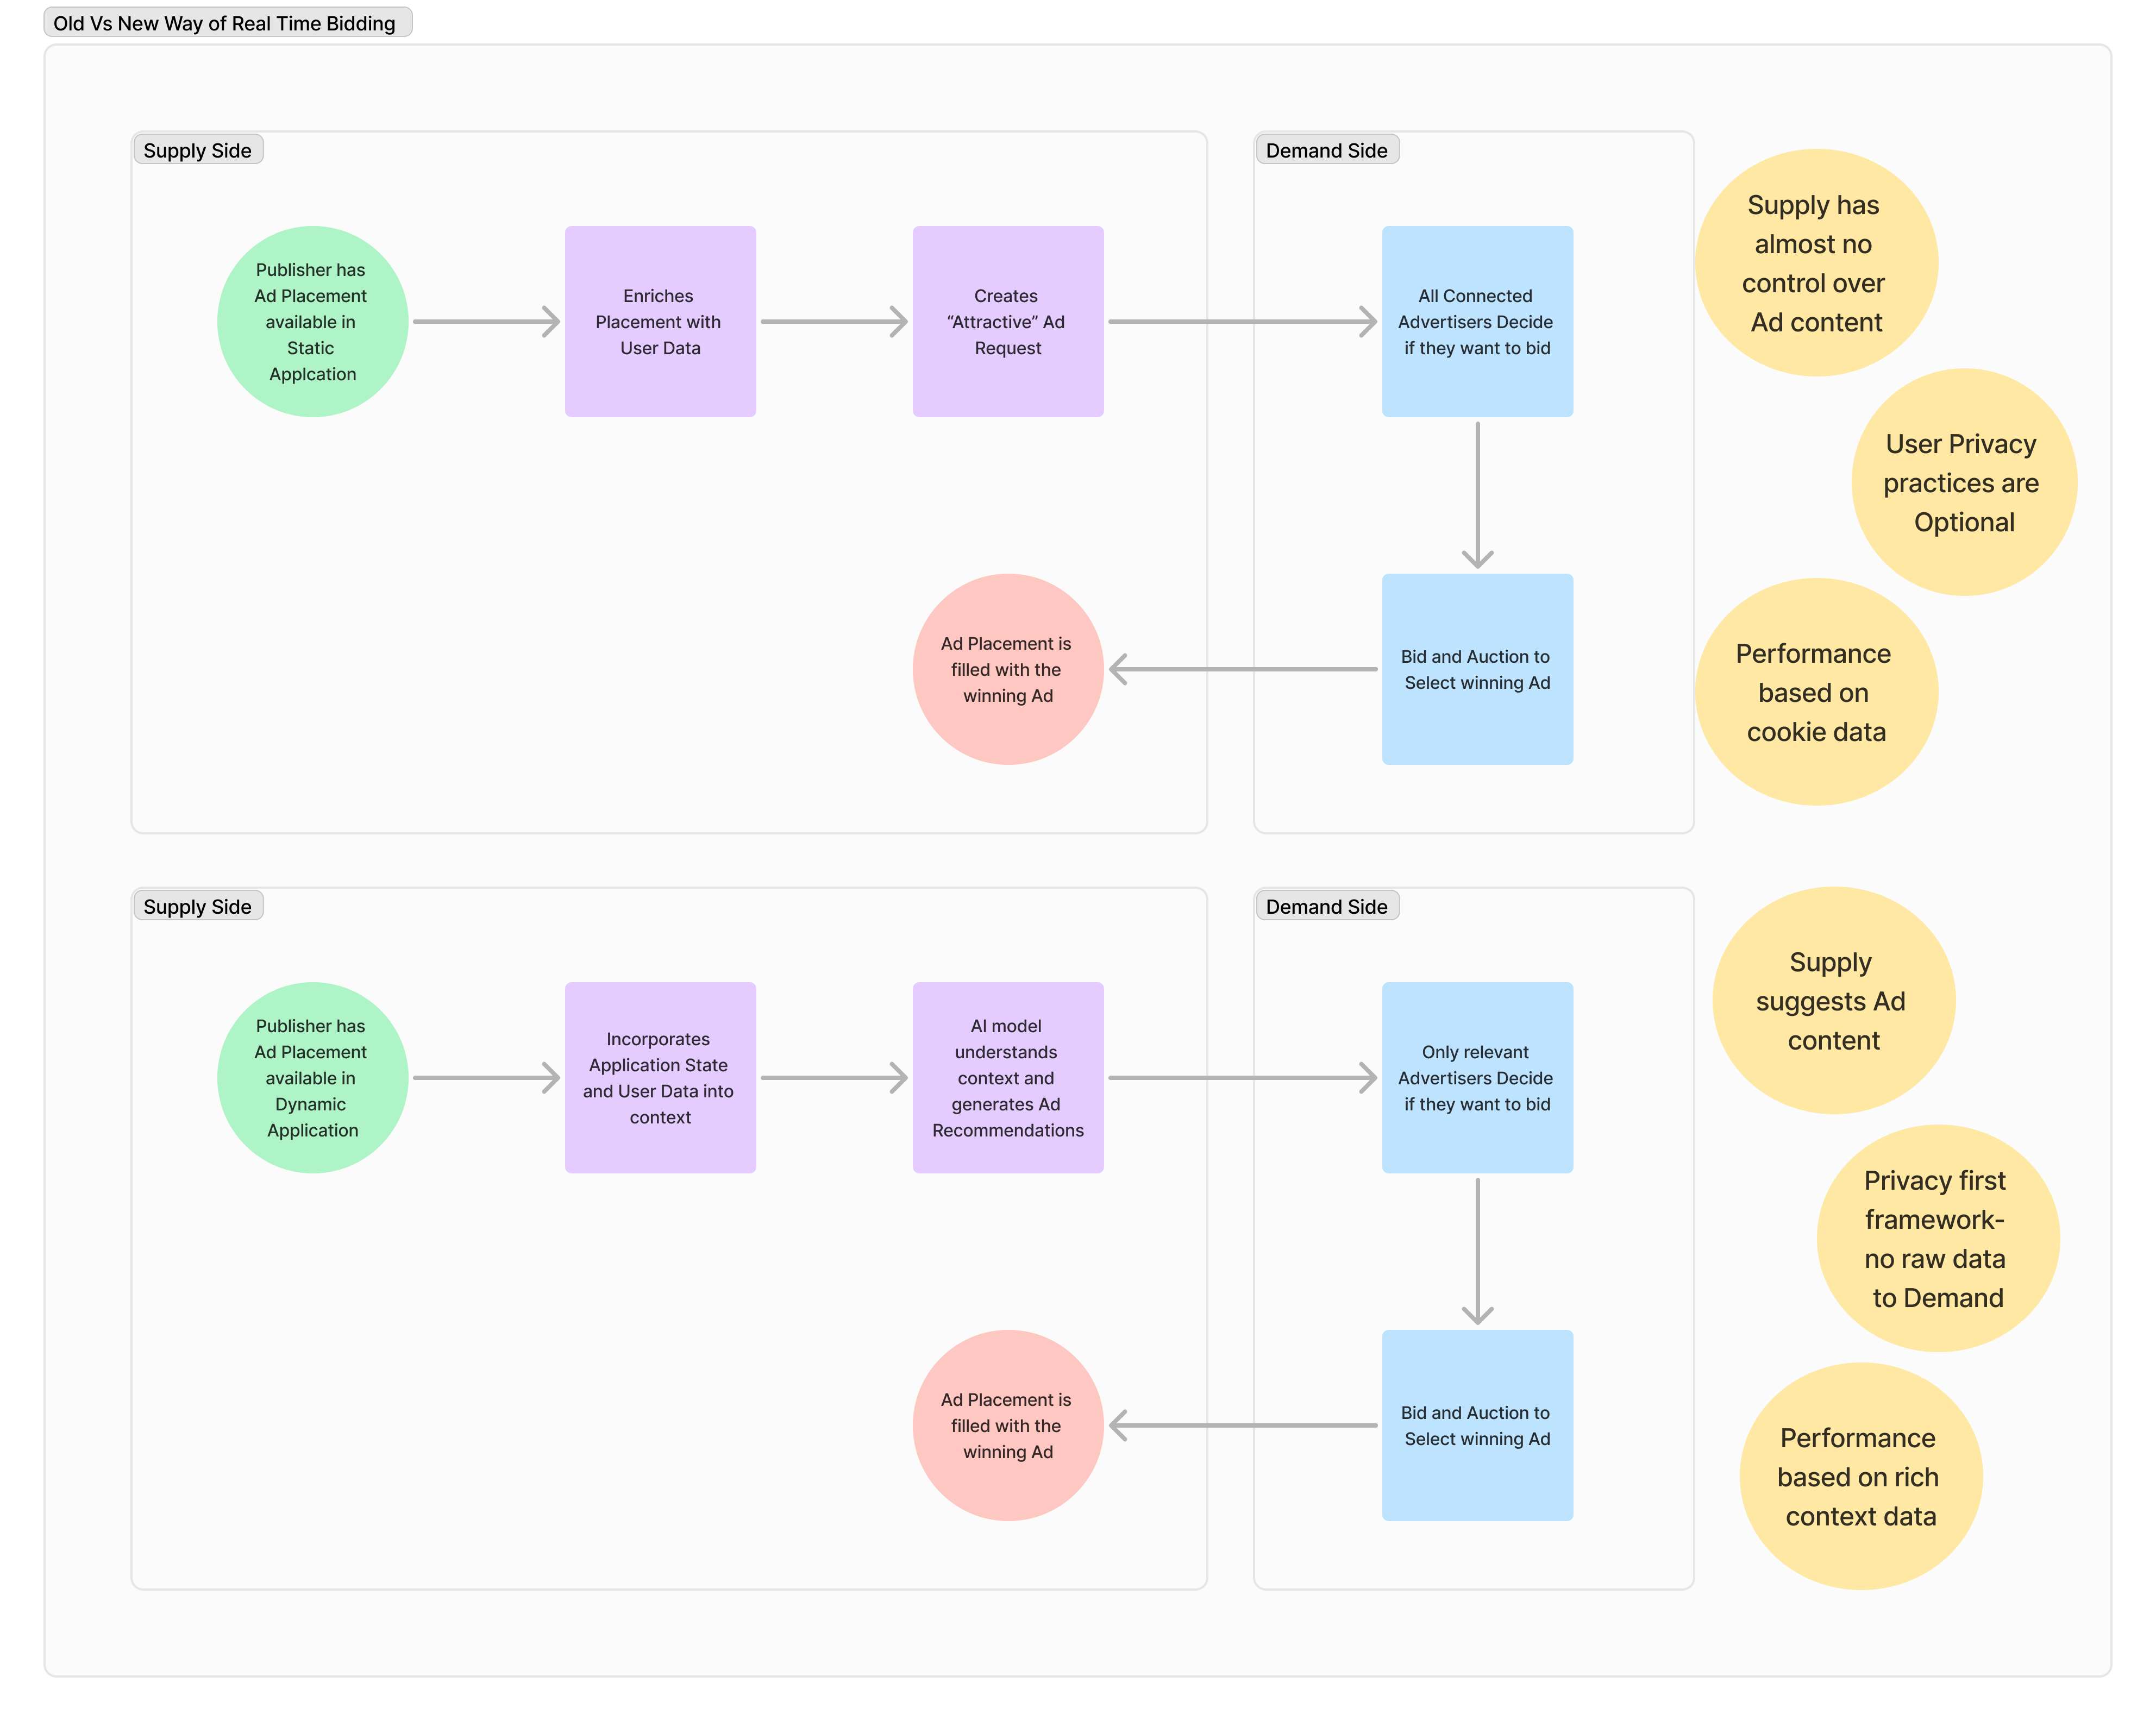 Old Vs New Way of Real Time Bidding
Supply Side
Publisher has
Ad Placement
available in
Static
Applcation
Enriches
Placement with
User Data
Creates
“Attractive” Ad
Request
Ad Placement is
filled with the
winning Ad
Demand Side
All Connected
Advertisers Decide
if they want to bid
Bid and Auction to
Select winning Ad
Supply has
almost no
control over
Ad content
User Privacy
practices are
Optional
Performance
based on
cookie data
Supply Side
Publisher has
Ad Placement
available in
Dynamic
Application
Incorporates
Application State
and User Data into
context
AI model
understands
context and
generates Ad
Recommendations
Ad Placement is
filled with the
winning Ad
Demand Side
Only relevant
Advertisers Decide
if they want to bid
Bid and Auction to
Select winning Ad
Supply
suggests Ad
content
Privacy first
framework-
no raw data
to Demand
Performance
based on rich
context data